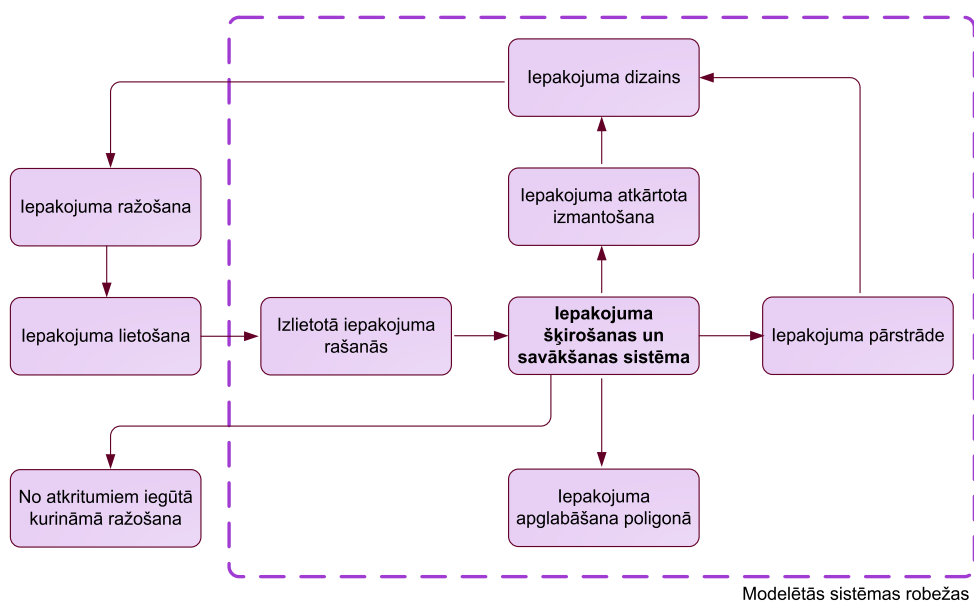 Iepakojuma dizains
Iepakojuma ražošana
Iepakojuma atkārtota
izmantošana
Iepakojuma lietošana
Izlietotā iepakojuma
rašanās
Iepakojuma
šķirošanas un
savākšanas sistēma
Iepakojuma pārstrāde
No atkritumiem iegūtā
kurināmā ražošana
Iepakojuma
apglabāšana poligonā
Modelētās sistēmas robežas